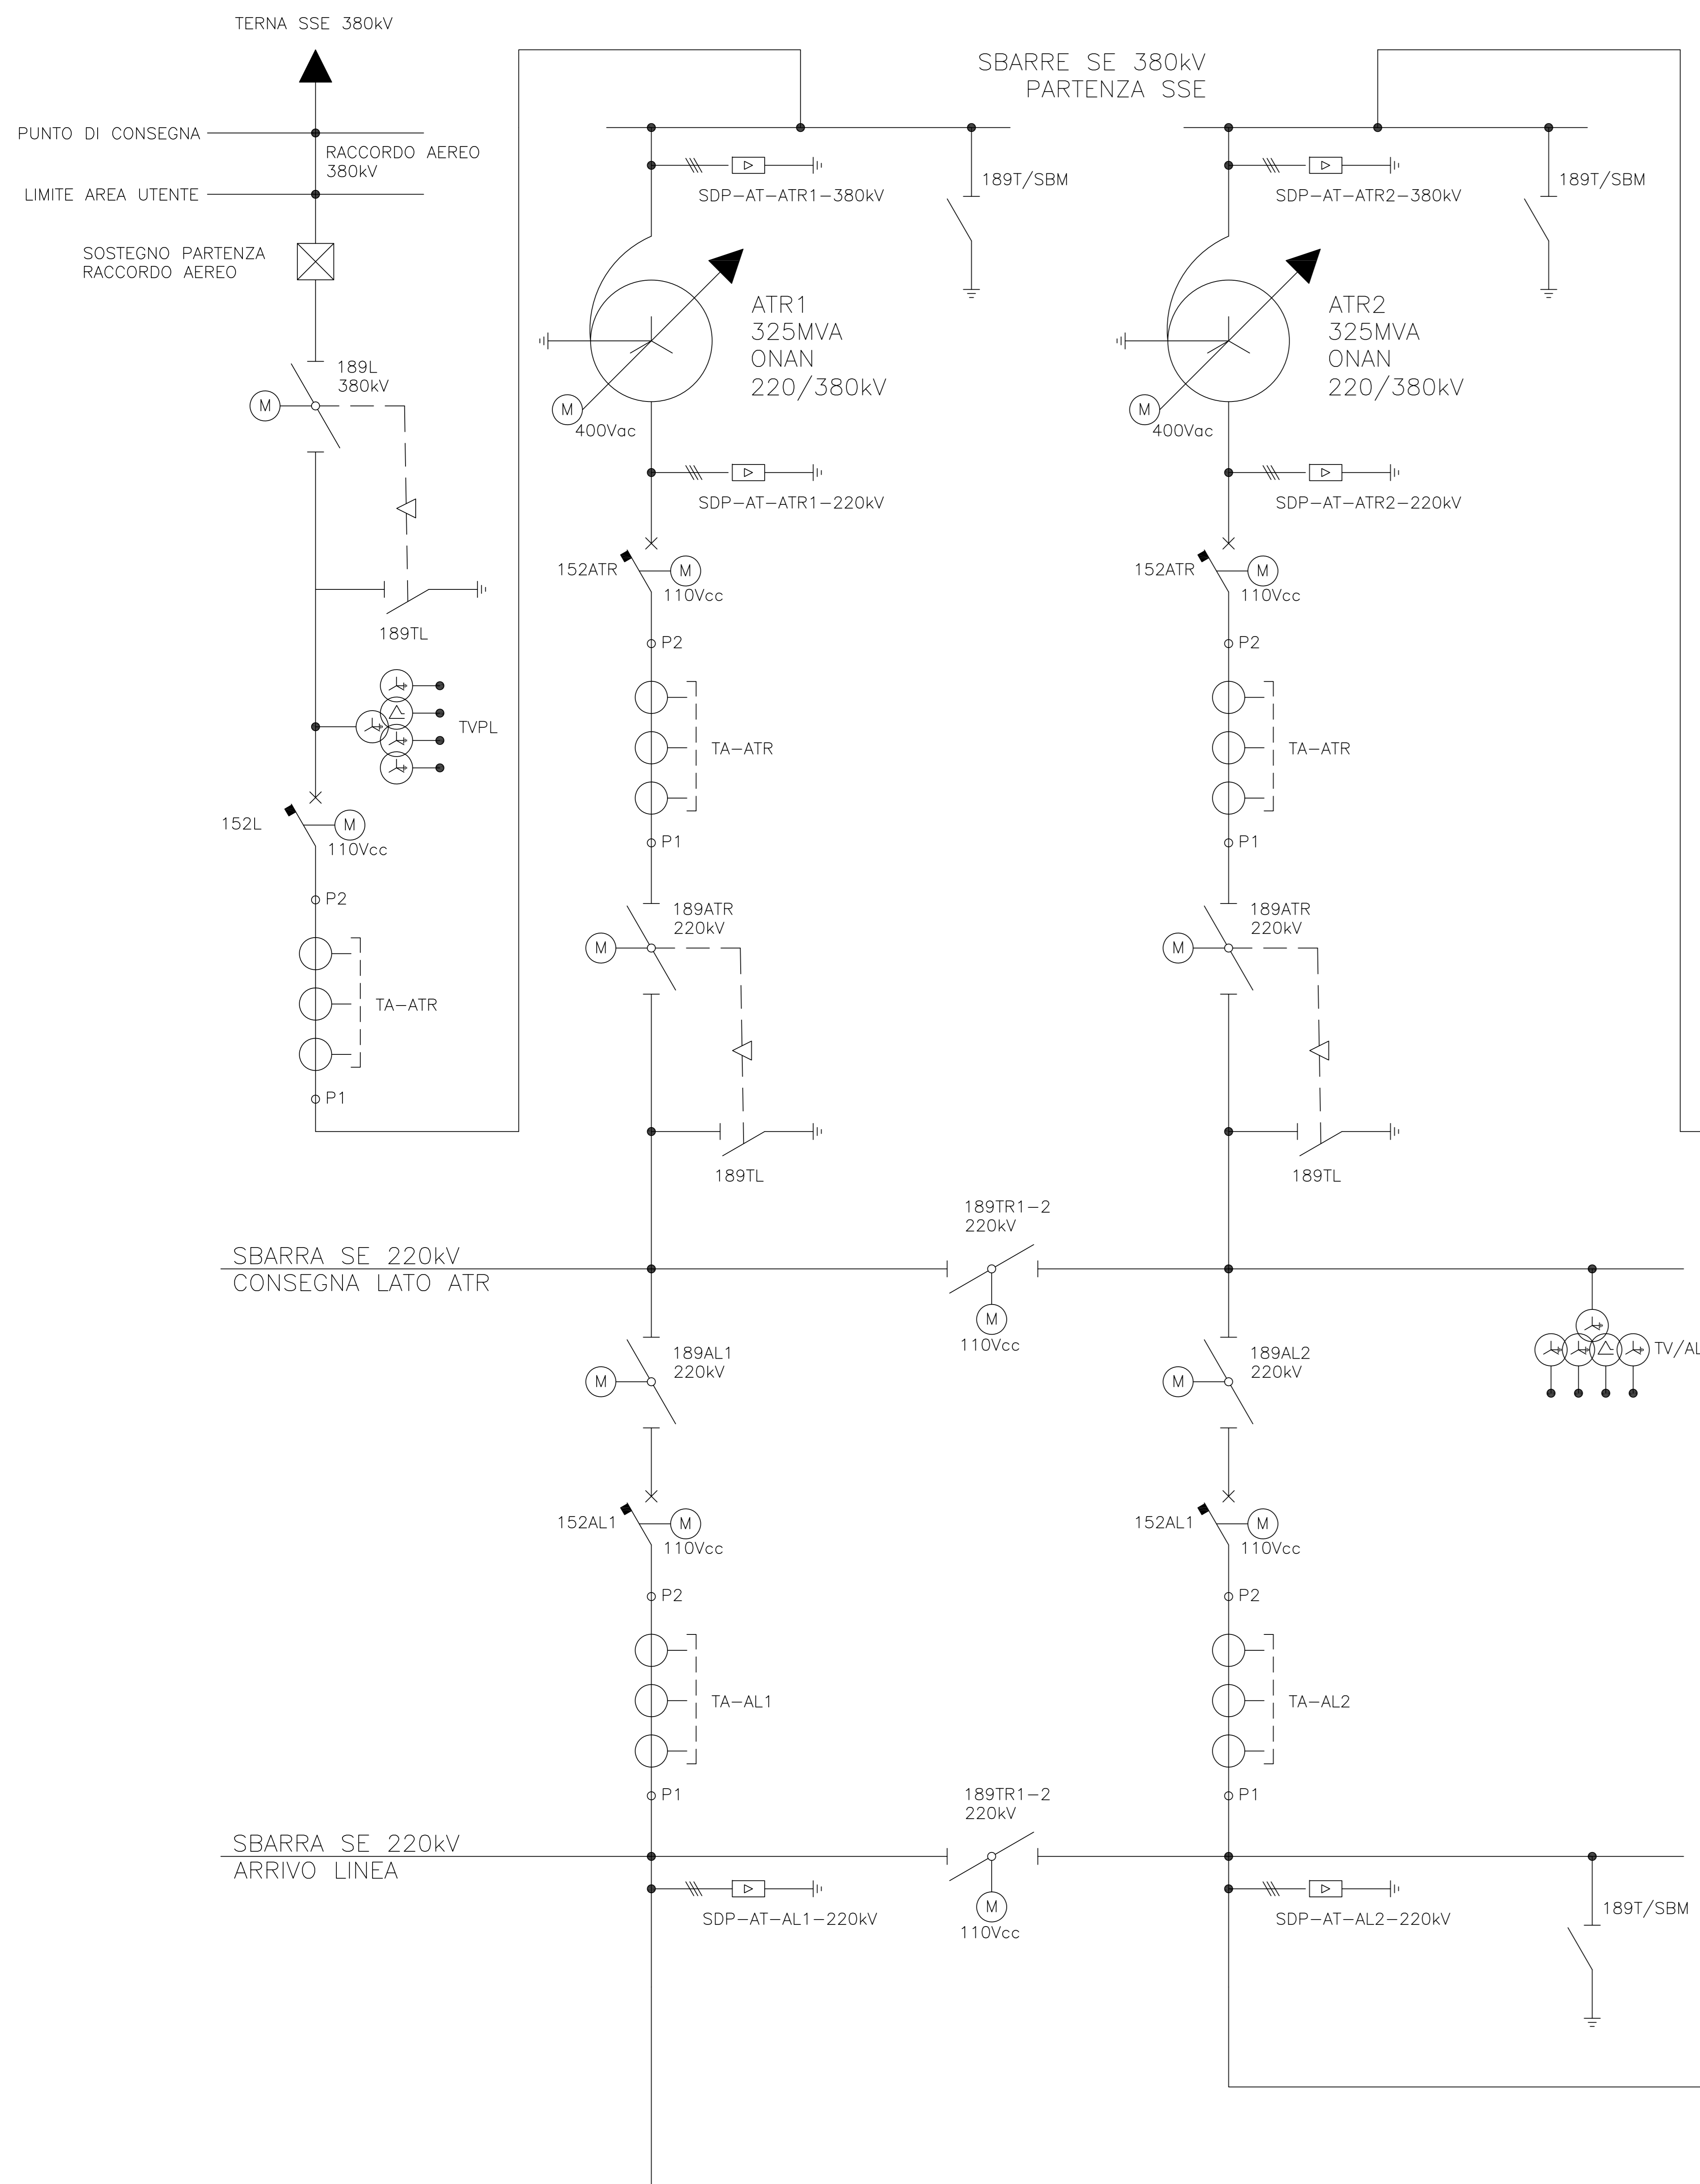 TERNA SSE 380kV
SBARRE SE 380kV
PARTENZA SSE
PUNTO DI CONSEGNA
RACCORDO AEREO
380kV
LIMITE AREA UTENTE
SOSTEGNO PARTENZA
RACCORDO AEREO
189L
380kV
M
189TL
TVPL
152L
M
110Vcc
P2
TA-ATR
P1
SDP-AT-ATR1-380kV
189T/SBM
ATR1
325MVA
ONAN
220/380kV
M
400Vac
SDP-AT-ATR1-220kV
152ATR
M
110Vcc
P2
TA-ATR
P1
189ATR
220kV
M
189TL
SDP-AT-ATR2-380kV
189T/SBM
ATR2
325MVA
ONAN
220/380kV
M
400Vac
SDP-AT-ATR2-220kV
152ATR
M
110Vcc
P2
TA-ATR
P1
189ATR
220kV
M
189TL
189TR1-2
220kV
SBARRA SE 220kV
CONSEGNA LATO ATR
M
110Vcc
TV/AL
189AL1
220kV
M
152AL1
M
110Vcc
P2
TA-AL1
P1
189AL2
220kV
M
152AL1
M
110Vcc
P2
TA-AL2
P1
189TR1-2
220kV
SBARRA SE 220kV
ARRIVO LINEA
M
110Vcc
SDP-AT-AL1-220kV
SDP-AT-AL2-220kV
189T/SBM